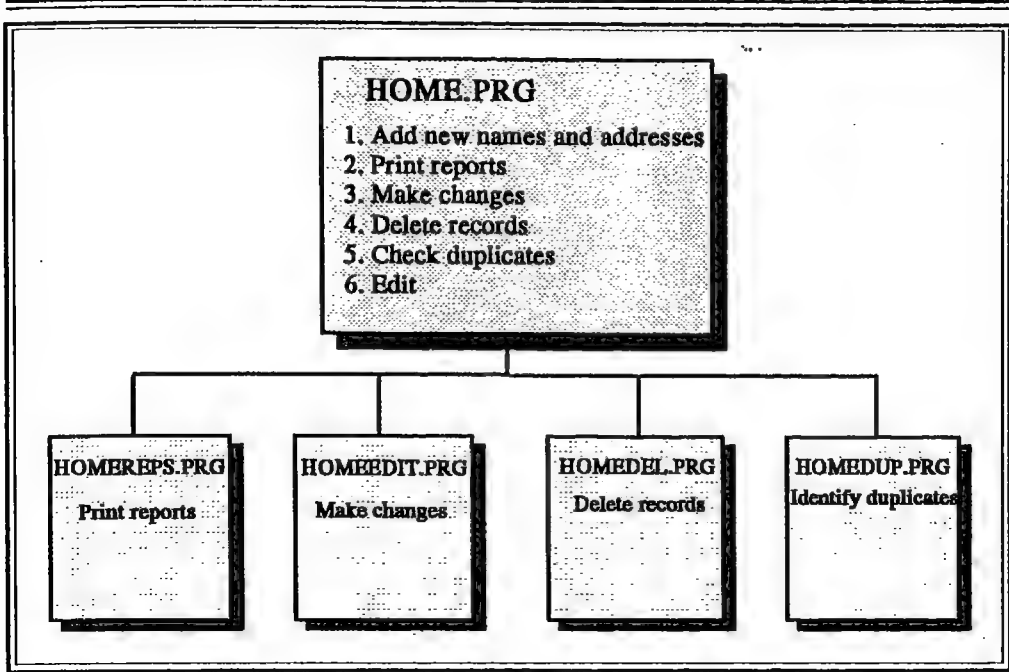 HOME.PRG
1. Add new names and addresses
2. Print reports
3. Make changes
4. Delete records
5. Check duplicates
6. Edit
HOMEREPS.PRG
Print reports
HOMEEDIT.PRG
Make changes
HOMEDEL.PRG
Delete records
HOMEDUP.PRG
Identify duplicates